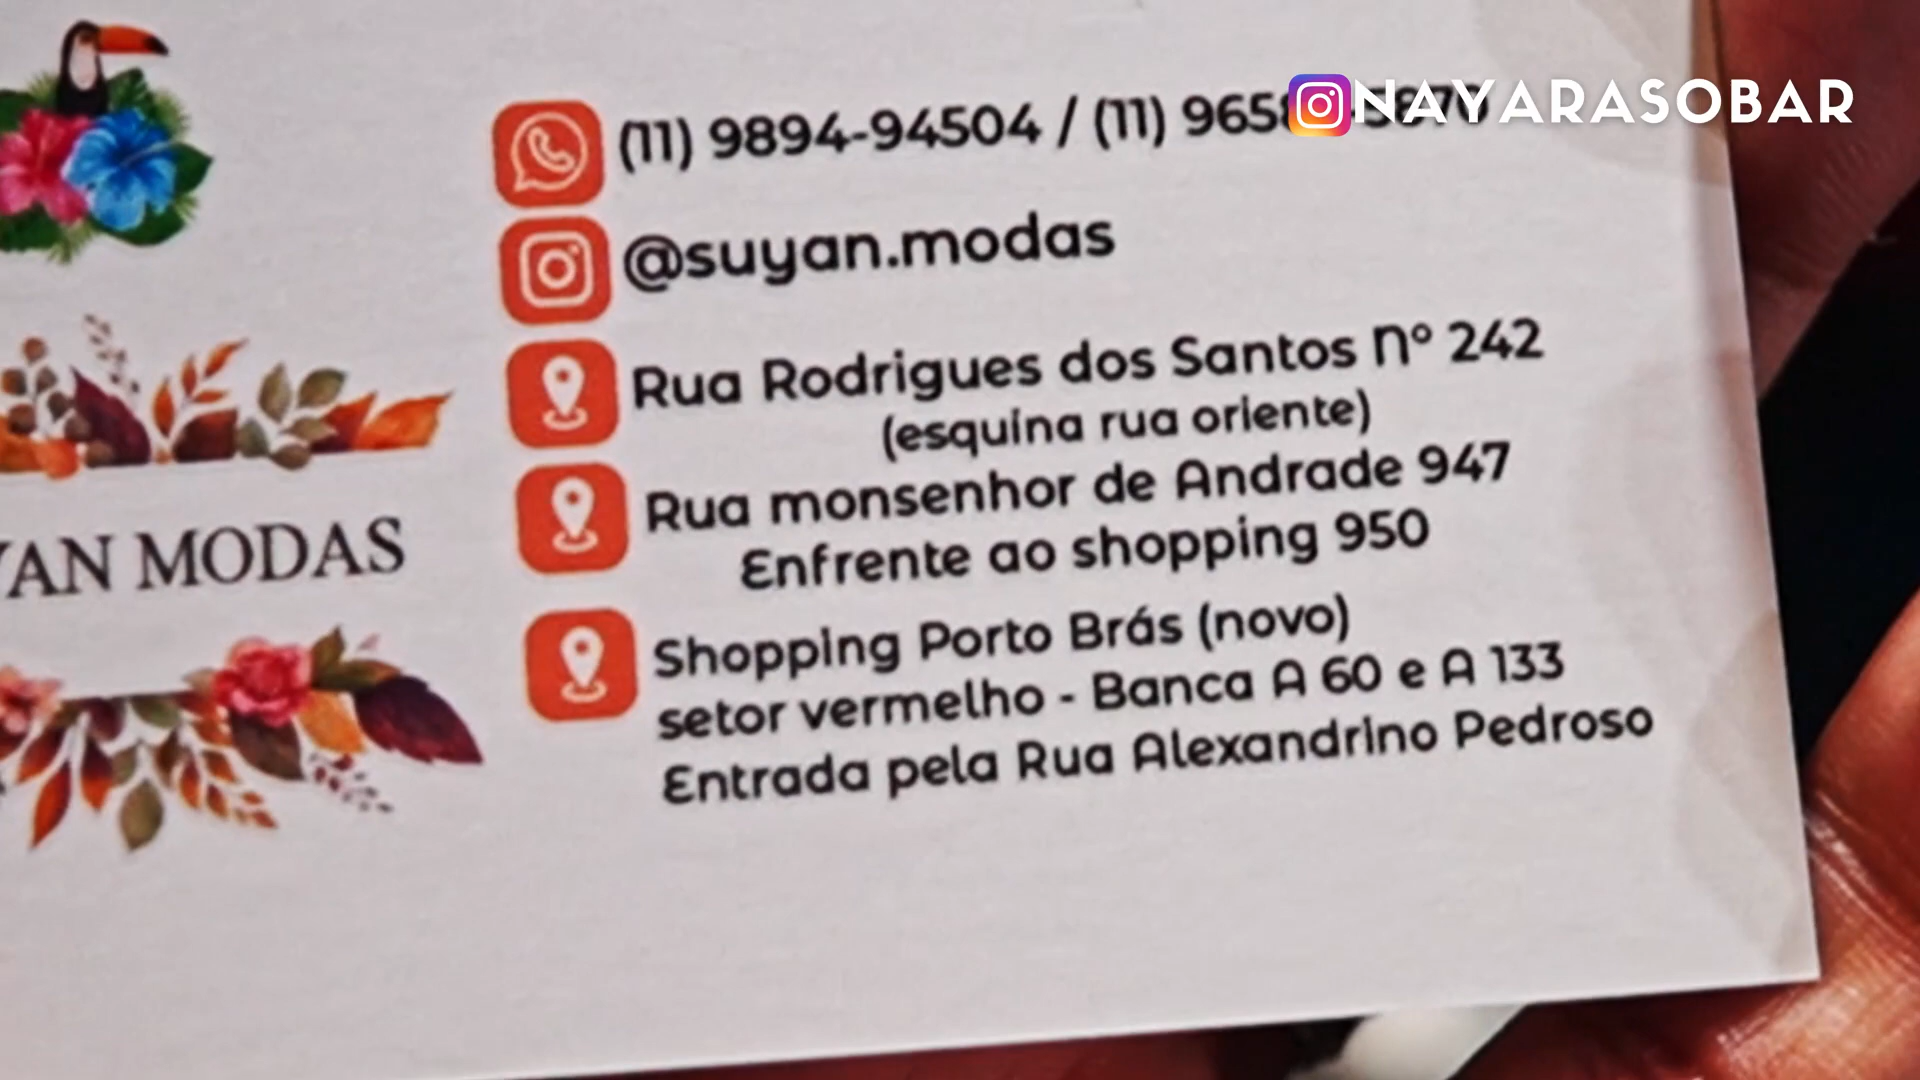 (11) 9894-94504 / (11)
NAYARASOBAR
@suyan.modas
Rua Rodrigues dos Santos Nº 242
(esquina rua oriente)
Rua monsenhor de Andrade 947
Enfrente ao shopping 950
MODAS
Shopping Porto Brás (novo)
setor vermelho - Banca A 60 e A 133
Entrada pela Rua Alexandrino Pedroso